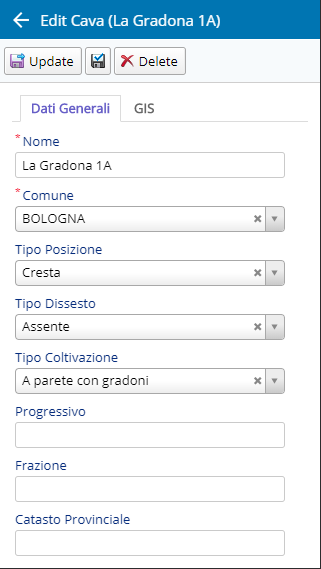 Edit Cava (La Gradona 1A)
Update Delete
Dati Generali GIS
* Nome
La Gradona 1A
* Comune
BOLOGNA
Tipo Posizione
Cresta
Tipo Dissesto
Assente
Tipo Coltivazione
A parete con gradoni
Progressivo
Frazione
Catasto Provinciale